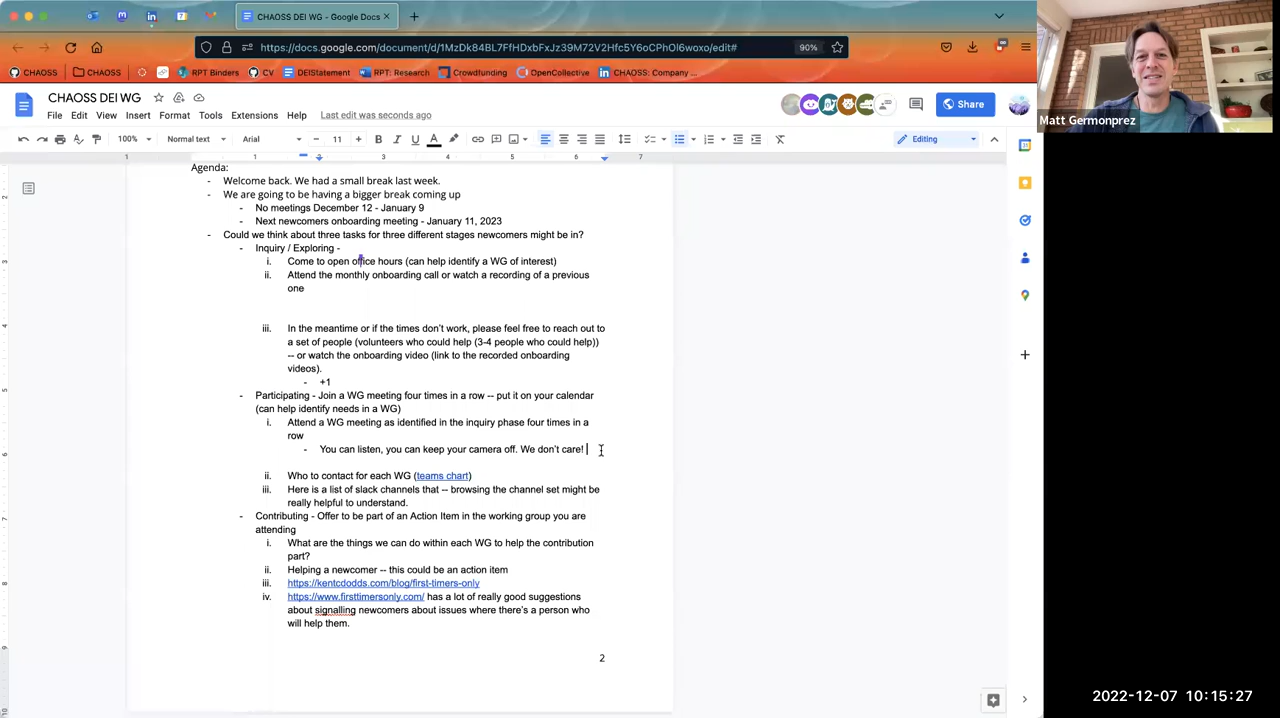 CHAOSS DEI WG - Google Docs
https://docs.google.com/document/d/1MzDk84BL7FfHDxbFxJz39M72V2Hfc5Y6oCPhOl6woxo/edit#
90%
CHAOSS
CHAOSS
RPT Binders
CV
DEIStatement
RPT: Research
Crowdfunding
OpenCollective
CHAOSS: Company ...
CHAOSS DEI WG
File Edit View Insert Format Tools Extensions Help
Last edit was seconds ago
Share
Matt Germonprez
100%
Normal text
Arial
11
Editing
1 1 2 3 4 5 6 7
Agenda:
- Welcome back. We had a small break last week.
- We are going to be having a bigger break coming up
- No meetings December 12 - January 9
- Next newcomers onboarding meeting - January 11, 2023
- Could we think about three tasks for three different stages newcomers might be in?
- Inquiry / Exploring -
i. Come to open office hours (can help identify a WG of interest)
ii. Attend the monthly onboarding call or watch a recording of a previous
one
iii. In the meantime or if the times don't work, please feel free to reach out to
a set of people (volunteers who could help (3-4 people who could help))
-- or watch the onboarding video (link to the recorded onboarding
videos).
- +1
- Participating - Join a WG meeting four times in a row -- put it on your calendar
(can help identify needs in a WG)
i. Attend a WG meeting as identified in the inquiry phase four times in a
row
- You can listen, you can keep your camera off. We don't care!
ii. Who to contact for each WG (teams chart)
iii. Here is a list of slack channels that -- browsing the channel set might be
really helpful to understand.
- Contributing - Offer to be part of an Action Item in the working group you are
attending
i. What are the things we can do within each WG to help the contribution
part?
ii. Helping a newcomer -- this could be an action item
iii. https://kentcdodds.com/blog/first-timers-only
iv. https://www.firsttimersonly.com/ has a lot of really good suggestions
about signalling newcomers about issues where there's a person who
will help them.
2
2022-12-07 10:15:27